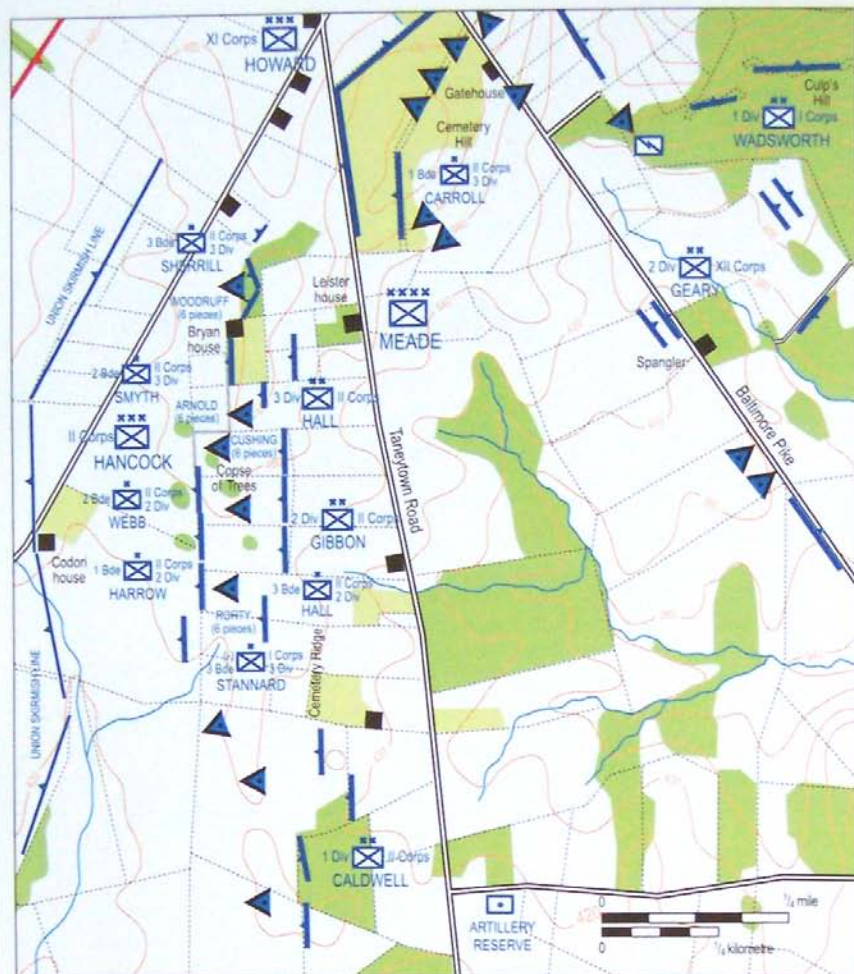 XI Corps
HOWARD
Gatehouse
Cemetery
Hill
Culp's
Hill
1 Div I Corps
WADSWORTH
1 Bde II Corps
3 Div
CARROLL
UNION SKIRMISH LINE
3 Bde II Corps
3 Div
SHERRILL
2 Div XII Corps
GEARY
WOODRUFF
(6 pieces)
Bryan
house
Leister
house
MEADE
Spangler
2 Bde II Corps
3 Div
SMYTH
3 Div II Corps
HALL
ARNOLD
(6 pieces)
II Corps
HANCOCK
CUSHING
(6 pieces)
Copse
of Trees
Taneytown Road
Baltimore Pike
2 Bde II Corps
2 Div
WEBB
2 Div II Corps
GIBBON
Codori
house
1 Bde II Corps
2 Div
HARROW
3 Bde II Corps
2 Div
HALL
RORTY
(6 pieces)
3 Bde I Corps
3 Div
STANNARD
Cemetery Ridge
UNION SKIRMISH LINE
1 Div II Corps
CALDWELL
ARTILLERY
RESERVE
420
0 1/4 mile
0 1/4 kilometre